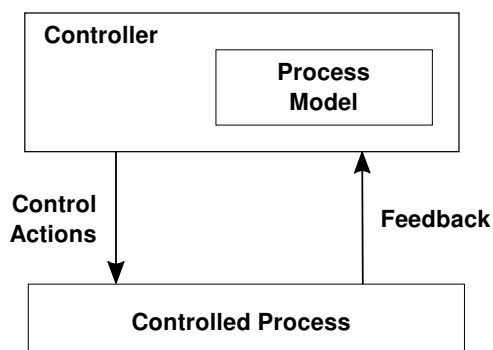 Controller
Process
Model
Control
Actions
Feedback
Controlled Process